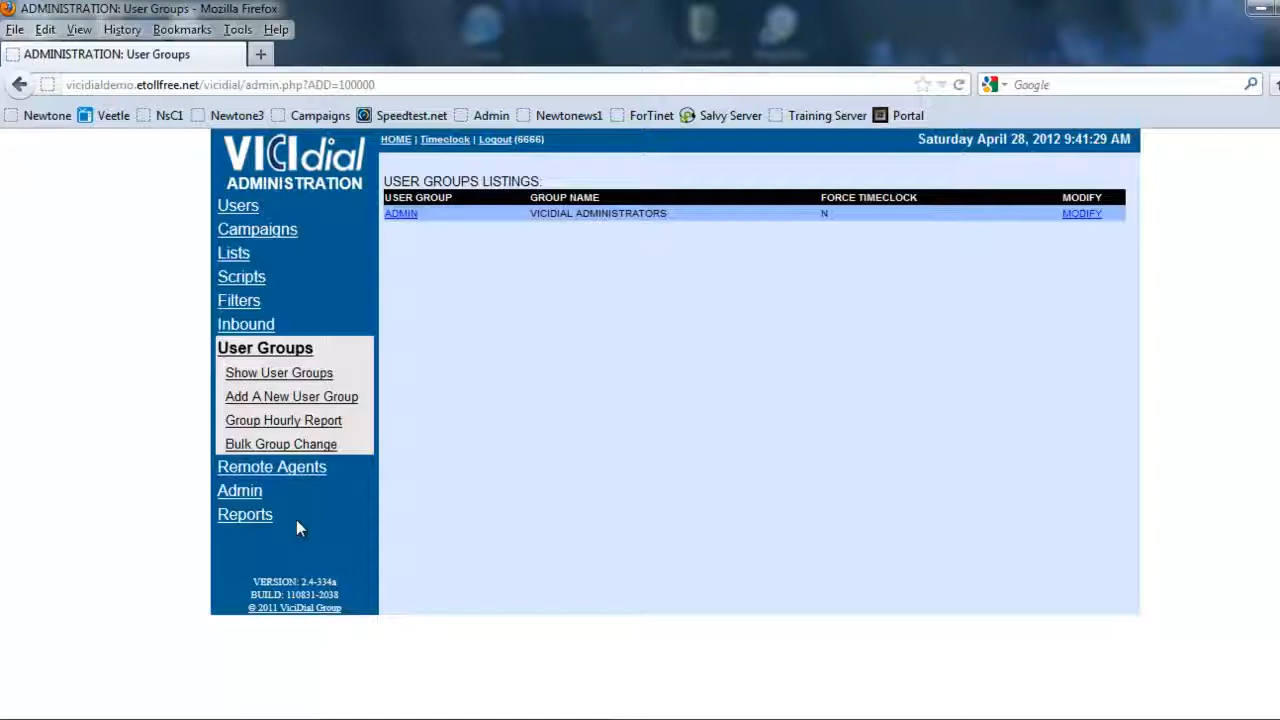 ADMINISTRATION: User Groups - Mozilla Firefox
File Edit View History Bookmarks Tools Help
ADMINISTRATION: User Groups
vicidialdemo.etollfree.net/vicidial/admin.php?ADD=100000
Google
Newtone Veetle NsC1 Newtone3 Campaigns Speedtest.net Admin Newtonews1 ForTinet Salvy Server Training Server Portal
VICIdial
ADMINISTRATION
HOME | Timeclock | Logout (6666)
Saturday April 28, 2012 9:41:29 AM
Users
Campaigns
Lists
Scripts
Filters
Inbound
User Groups
Show User Groups
Add A New User Group
Group Hourly Report
Bulk Group Change
Remote Agents
Admin
Reports
VERSION: 2.4-334a
BUILD: 110831-2038
© 2011 ViciDial Group
USER GROUPS LISTINGS:
USER GROUP GROUP NAME FORCE TIMECLOCK MODIFY
ADMIN VICIDIAL ADMINISTRATORS N MODIFY